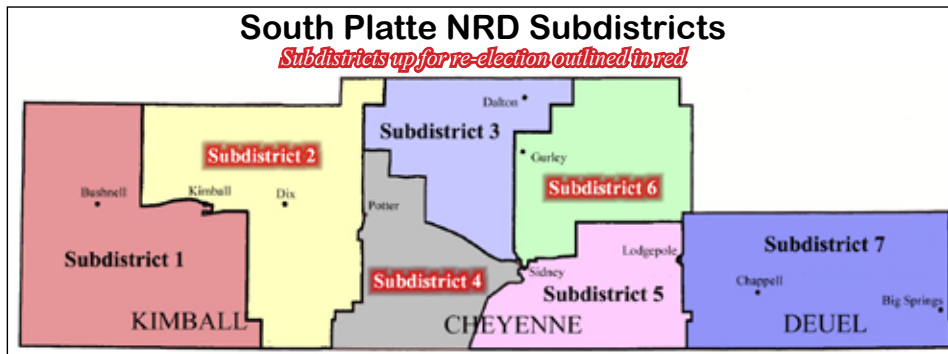 South Platte NRD Subdistricts
Subdistricts up for re-election outlined in red
Dalton
Subdistrict 3
Subdistrict 2
Gurley
Bushnell
Kimball
Dix
Subdistrict 6
Potter
Subdistrict 1
Subdistrict 4
Sidney
Lodgepole
Subdistrict 7
Chappell
Subdistrict 5
Big Springs
KIMBALL
CHEYENNE
DEUEL